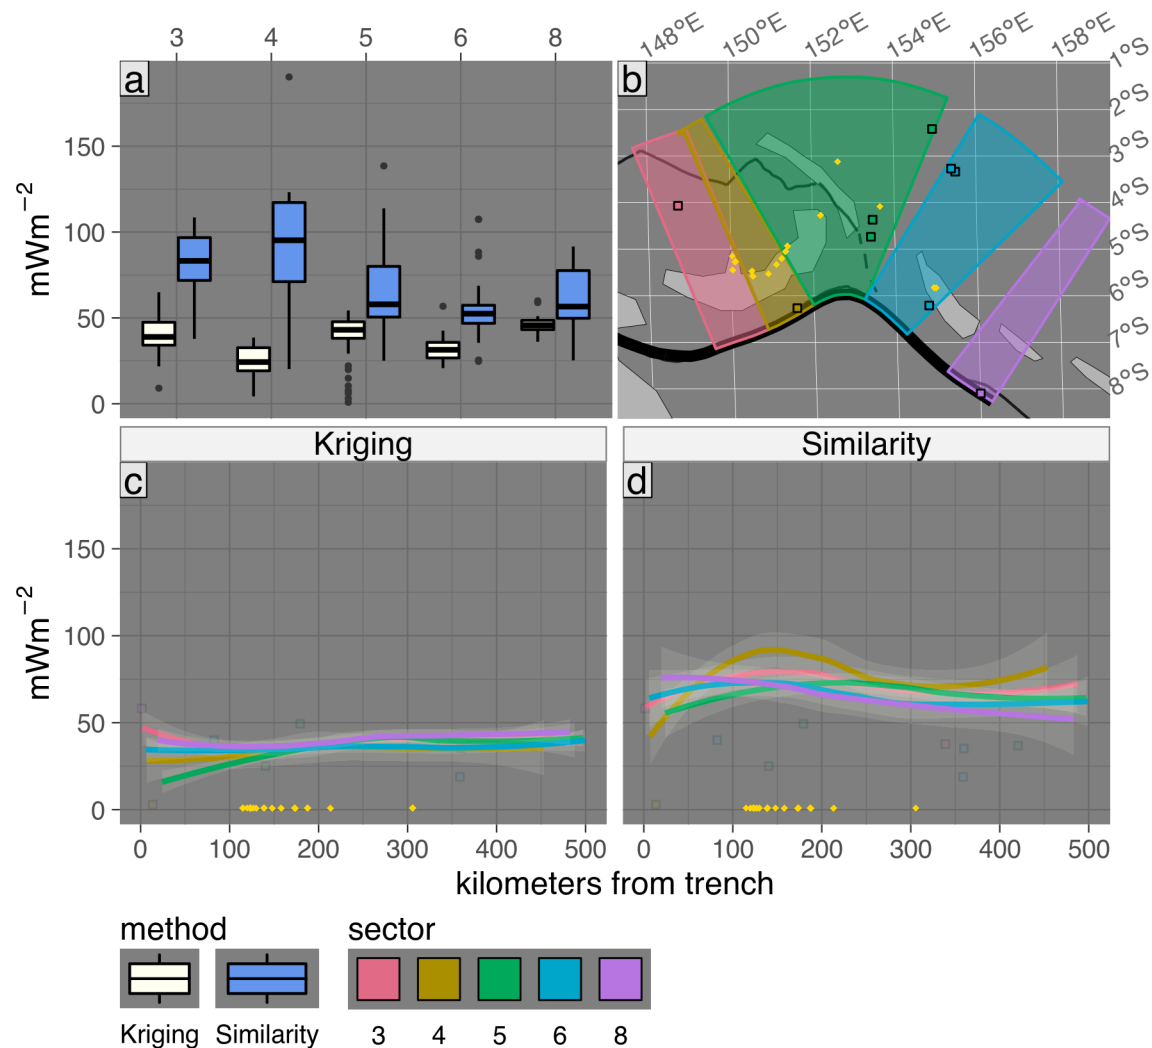 3 4 5 6 8
148°E 150°E 152°E 154°E 156°E 158°E
a
b
mWm−2
150
100
50
0
1°S
2°S
3°S
4°S
5°S
6°S
7°S
8°S
Kriging
Similarity
c
d
mWm−2
150
100
50
0
0 100 200 300 400 500
0 100 200 300 400 500
kilometers from trench
method
Kriging Similarity
sector
3 4 5 6 8